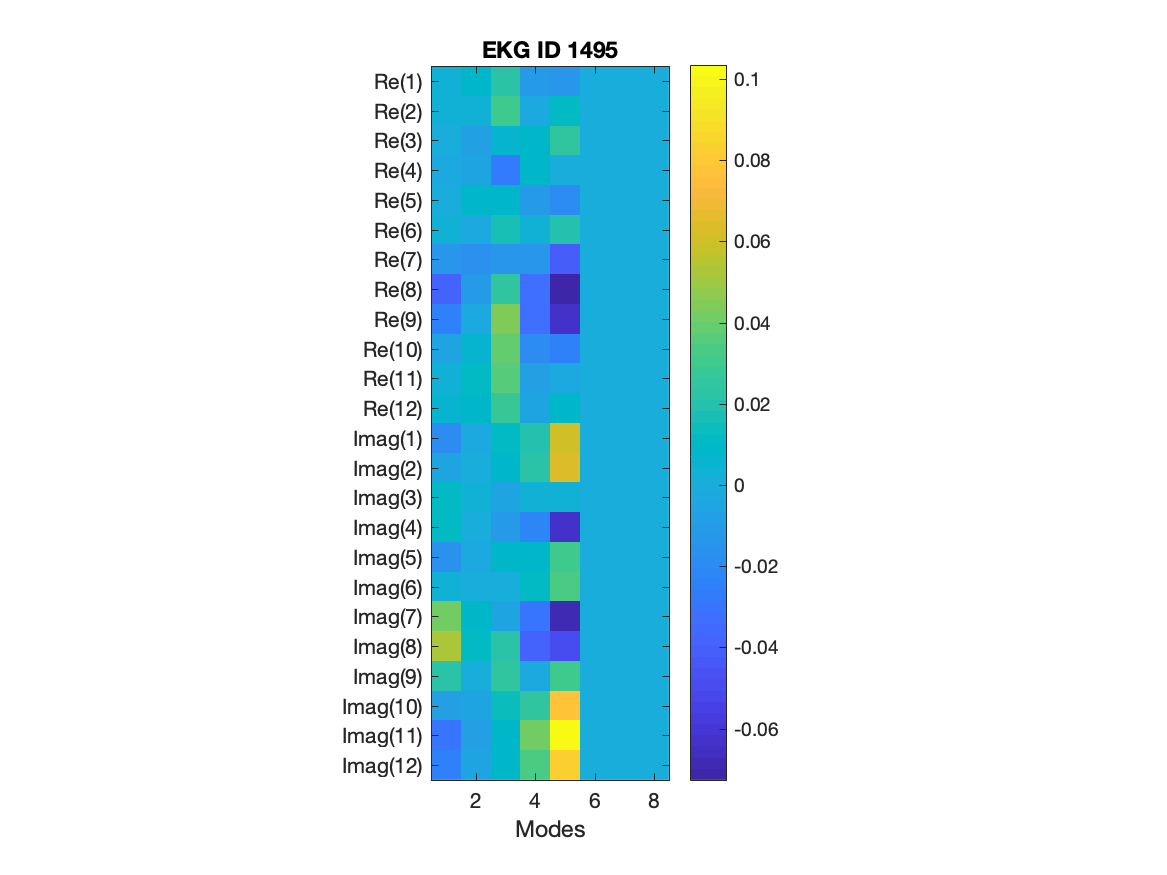 EKG ID 1495
Re(1)
Re(2)
Re(3)
Re(4)
Re(5)
Re(6)
Re(7)
Re(8)
Re(9)
Re(10)
Re(11)
Re(12)
Imag(1)
Imag(2)
Imag(3)
Imag(4)
Imag(5)
Imag(6)
Imag(7)
Imag(8)
Imag(9)
Imag(10)
Imag(11)
Imag(12)
2 4 6 8
Modes
0.1
0.08
0.06
0.04
0.02
0
-0.02
-0.04
-0.06